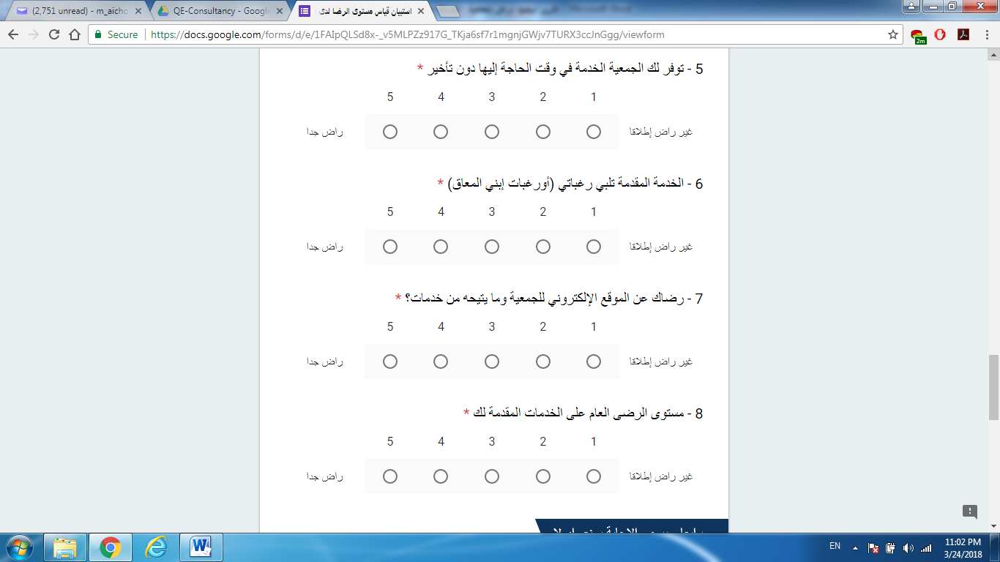 (2,751 unread) - m_aicho
QE-Consultancy - Google
استبيان قياس مستوى الرضا لدى
Secure https://docs.google.com/forms/d/e/1FAIpQLSd8x-_v5MLPZz917G_TKja6sf7r1mgnjGWjv7TURX3ccJnGgg/viewform
2m
5 - توفر لك الجمعية الخدمة في وقت الحاجة إليها دون تأخير *
1 2 3 4 5
غير راض إطلاقا راض جدا
6 - الخدمة المقدمة تلبي رغباتي (أورغبات إبني المعاق) *
1 2 3 4 5
غير راض إطلاقا راض جدا
7 - رضاك عن الموقع الإلكتروني للجمعية وما يتيحه من خدمات؟ *
1 2 3 4 5
غير راض إطلاقا راض جدا
8 - مستوى الرضى العام على الخدمات المقدمة لك *
1 2 3 4 5
غير راض إطلاقا راض جدا
EN
11:02 PM
3/24/2018